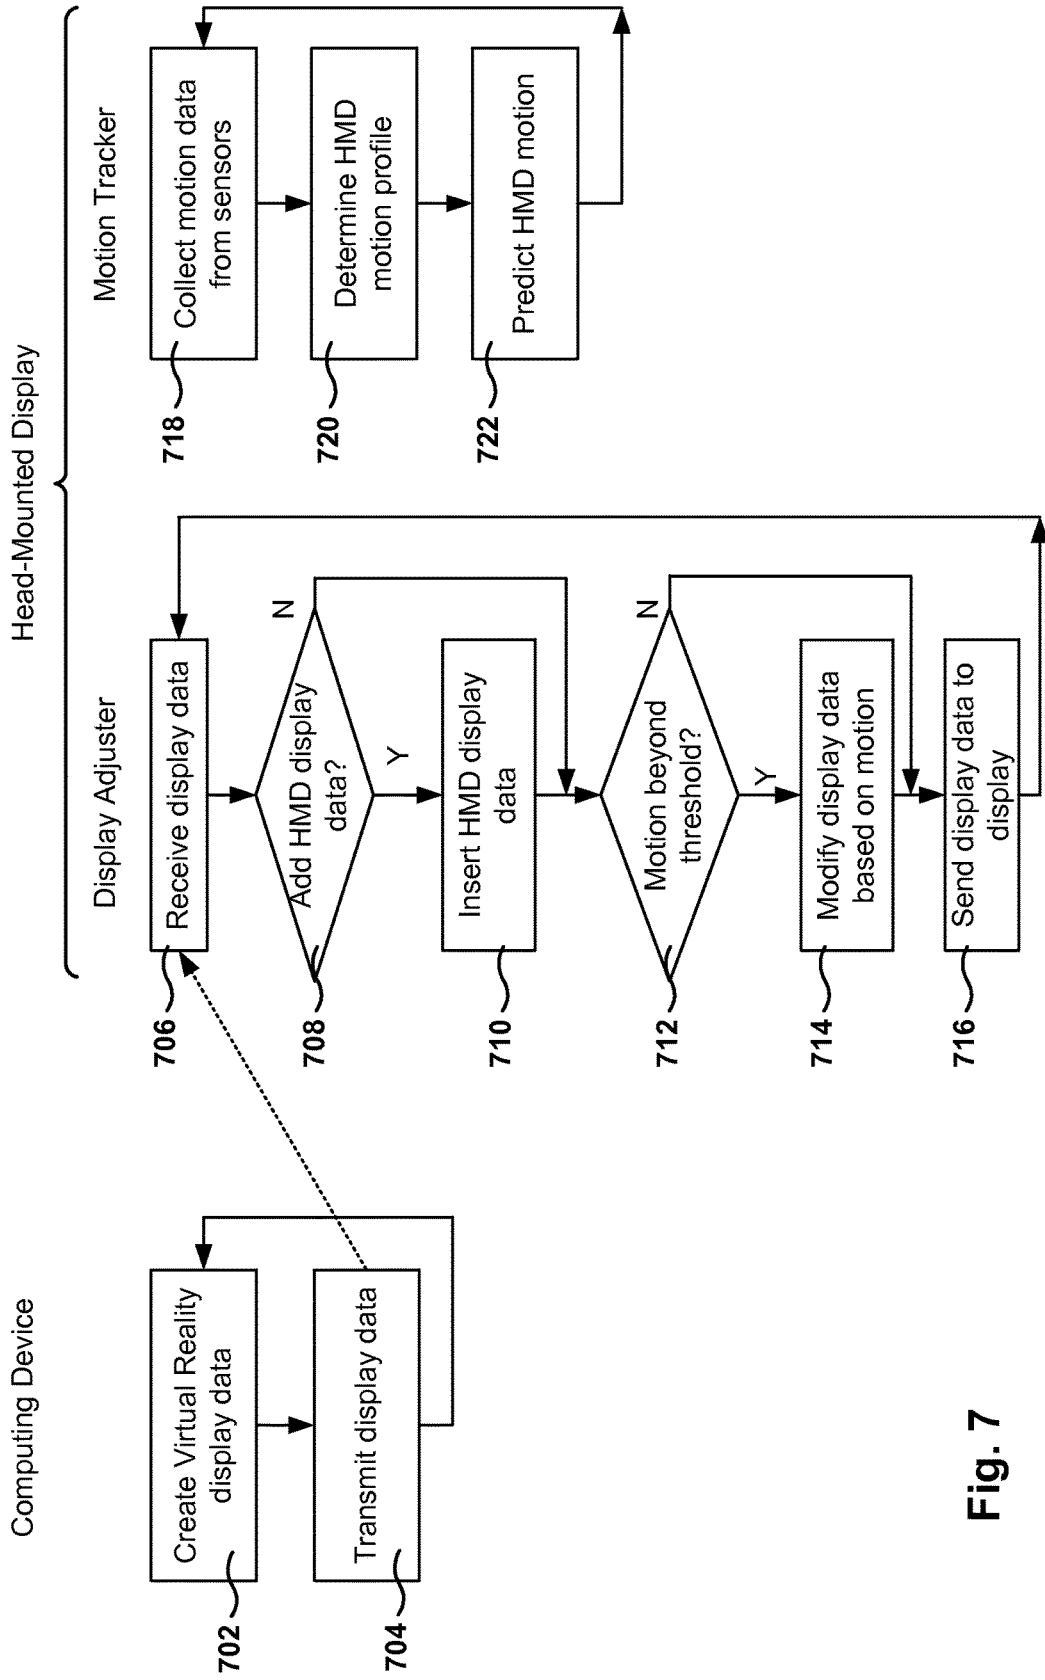 Computing Device
Head-Mounted Display
Display Adjuster
Motion Tracker
Create Virtual Reality
display data
702
Transmit display data
704
Receive display data
706
Add HMD display
data?
N
Y
708
Insert HMD display
data
710
Motion beyond
threshold?
N
Y
712
Modify display data
based on motion
714
Send display data to
display
716
Collect motion data
from sensors
718
Determine HMD
motion profile
720
Predict HMD motion
722
Fig. 7